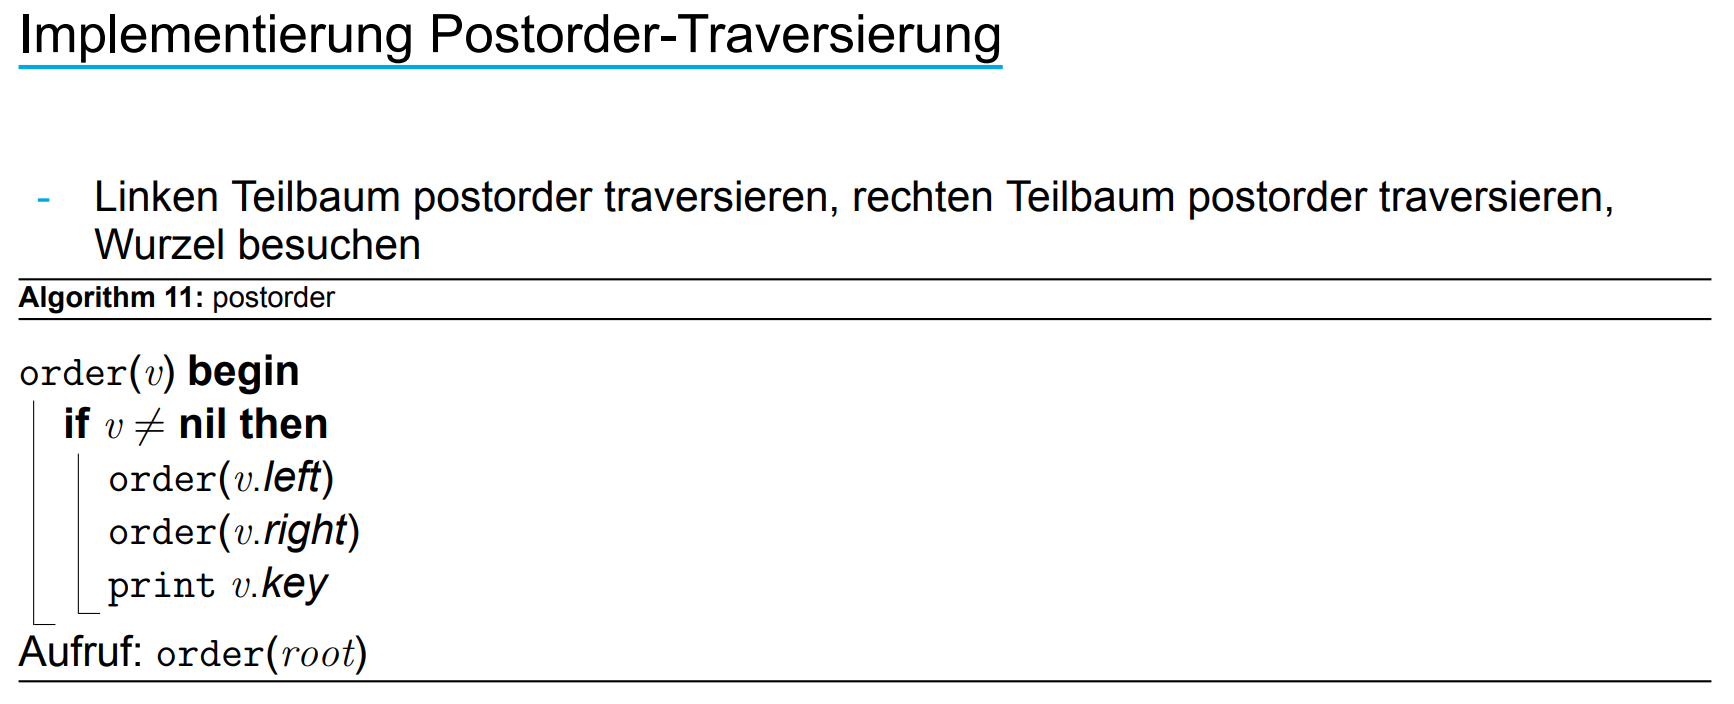 Implementierung Postorder-Traversierung
- Linken Teilbaum postorder traversieren, rechten Teilbaum postorder traversieren,
Wurzel besuchen
Algorithm 11: postorder
order(v) begin
if v ≠ nil then
order(v.left)
order(v.right)
print v.key
Aufruf: order(root)